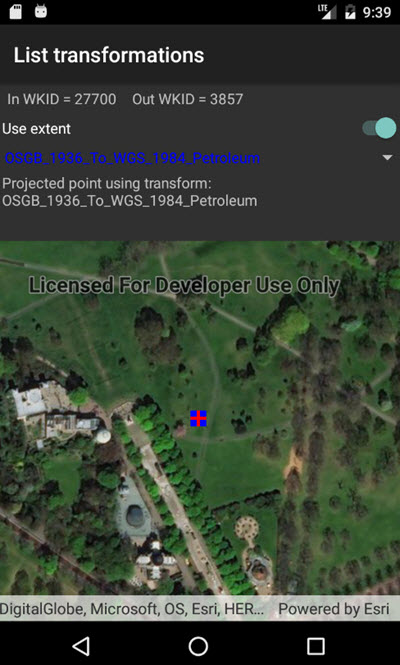 LTE 9:39
List transformations
In WKID = 27700 Out WKID = 3857
Use extent
OSGB_1936_To_WGS_1984_Petroleum
Projected point using transform:
OSGB_1936_To_WGS_1984_Petroleum
Licensed For Developer Use Only
DigitalGlobe, Microsoft, OS, Esri, HER... Powered by Esri